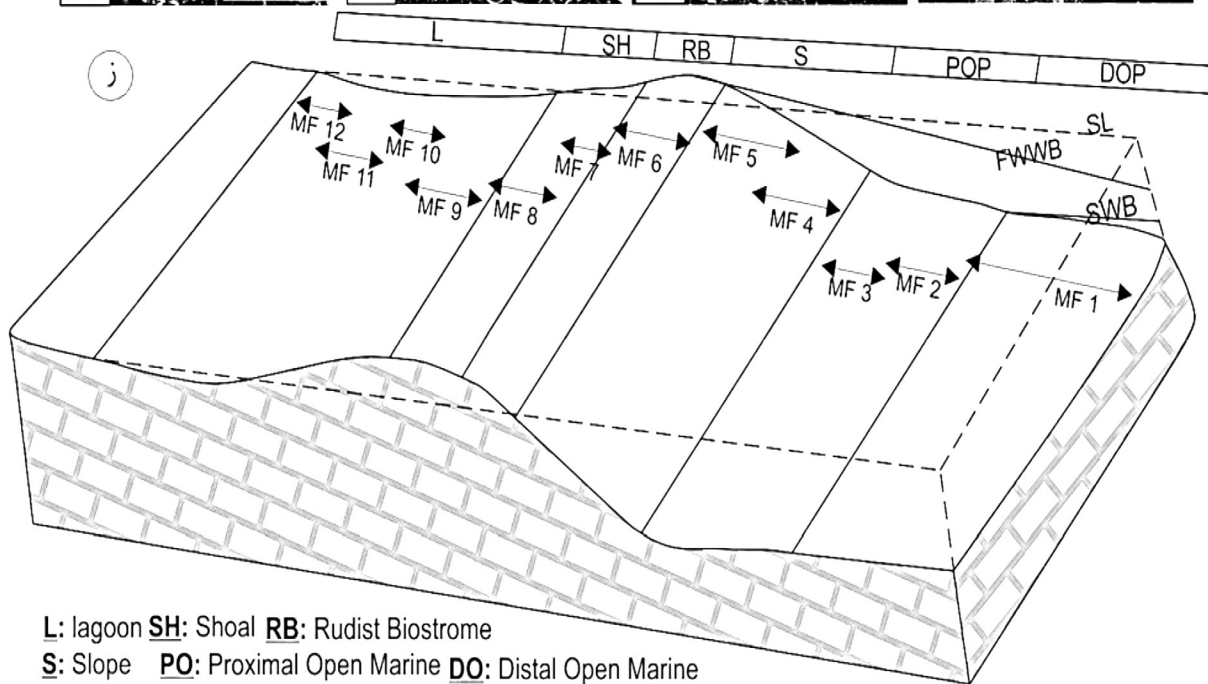 L SH RB S POP DOP
ز
SL
FWWB
SWB
MF 12
MF 11
MF 10
MF 9
MF 8
MF 7
MF 6
MF 5
MF 4
MF 3
MF 2
MF 1
L: lagoon SH: Shoal RB: Rudist Biostrome
S: Slope PO: Proximal Open Marine DO: Distal Open Marine